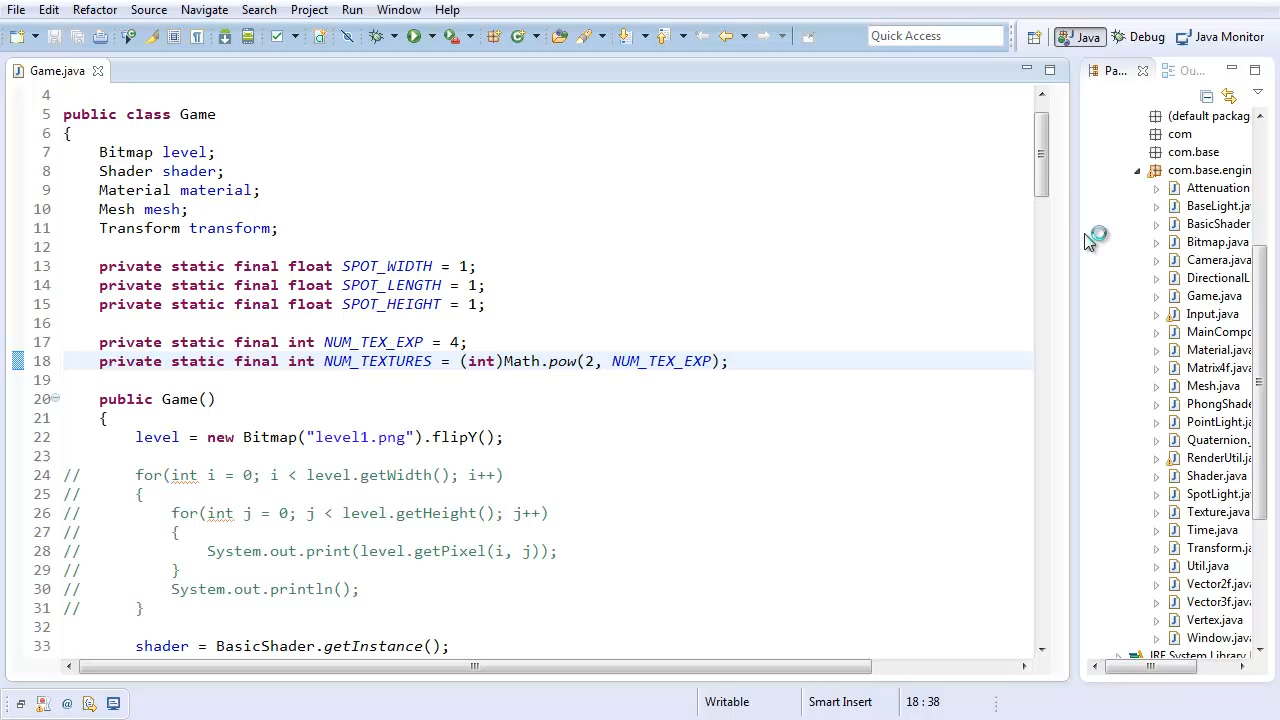 File Edit Refactor Source Navigate Search Project Run Window Help
Quick Access
Java
Debug
Java Monitor
Game.java
Pa...
Ou...
4
5 public class Game
6 {
7 Bitmap level;
8 Shader shader;
9 Material material;
10 Mesh mesh;
11 Transform transform;
12
13 private static final float SPOT_WIDTH = 1;
14 private static final float SPOT_LENGTH = 1;
15 private static final float SPOT_HEIGHT = 1;
16
17 private static final int NUM_TEX_EXP = 4;
18 private static final int NUM_TEXTURES = (int)Math.pow(2, NUM_TEX_EXP);
19
20 public Game()
21 {
22 level = new Bitmap("level1.png").flipY();
23
24 // for(int i = 0; i < level.getWidth(); i++)
25 // {
26 // for(int j = 0; j < level.getHeight(); j++)
27 // {
28 // System.out.print(level.getPixel(i, j));
29 // }
30 // System.out.println();
31 // }
32
33 shader = BasicShader.getInstance();
(default packag
com
com.base
com.base.engin
Attenuation
BaseLight.jav
BasicShader
Bitmap.java
Camera.java
DirectionalL
Game.java
Input.java
MainCompo
Material.java
Matrix4f.java
Mesh.java
PhongShade
PointLight.j
Quaternion.
RenderUtil.ja
Shader.java
SpotLight.ja
Texture.java
Time.java
Transform.ja
Util.java
Vector2f.java
Vector3f.java
Vertex.java
Window.java
JRE System Library
Writable
Smart Insert
18 : 38